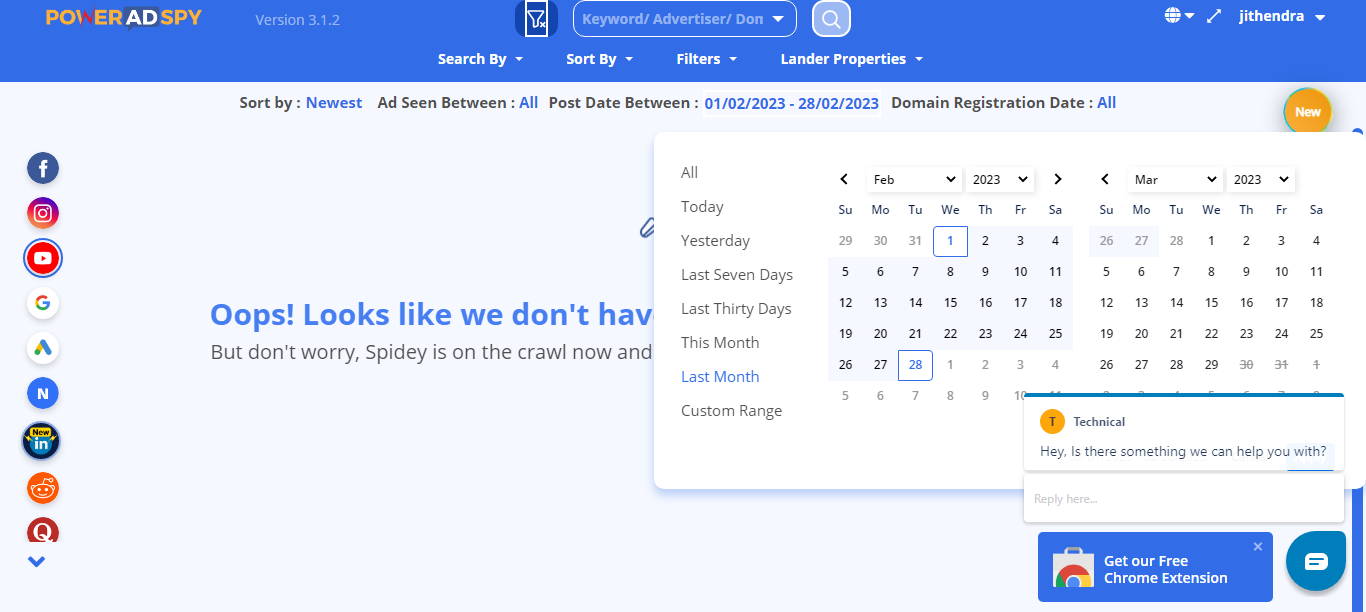 POWERADSPY
Version 3.1.2
Keyword/ Advertiser/ Don
jithendra
Search By
Sort By
Filters
Lander Properties
Sort by : Newest Ad Seen Between : All Post Date Between : 01/02/2023 - 28/02/2023 Domain Registration Date : All
New
All
Today
Yesterday
Last Seven Days
Last Thirty Days
This Month
Last Month
Custom Range
Feb 2023
Su Mo Tu We Th Fr Sa
29 30 31 1 2 3 4
5 6 7 8 9 10 11
12 13 14 15 16 17 18
19 20 21 22 23 24 25
26 27 28 1 2 3 4
5 6 7 8 9 10 11
Mar 2023
Su Mo Tu We Th Fr Sa
26 27 28 1 2 3 4
5 6 7 8 9 10 11
12 13 14 15 16 17 18
19 20 21 22 23 24 25
26 27 28 29 30 31 1
f
G
N
New
in
Q
Oops! Looks like we don't hav
But don't worry, Spidey is on the crawl now and
T Technical
Hey, Is there something we can help you with?
Reply here...
Get our Free
Chrome Extension